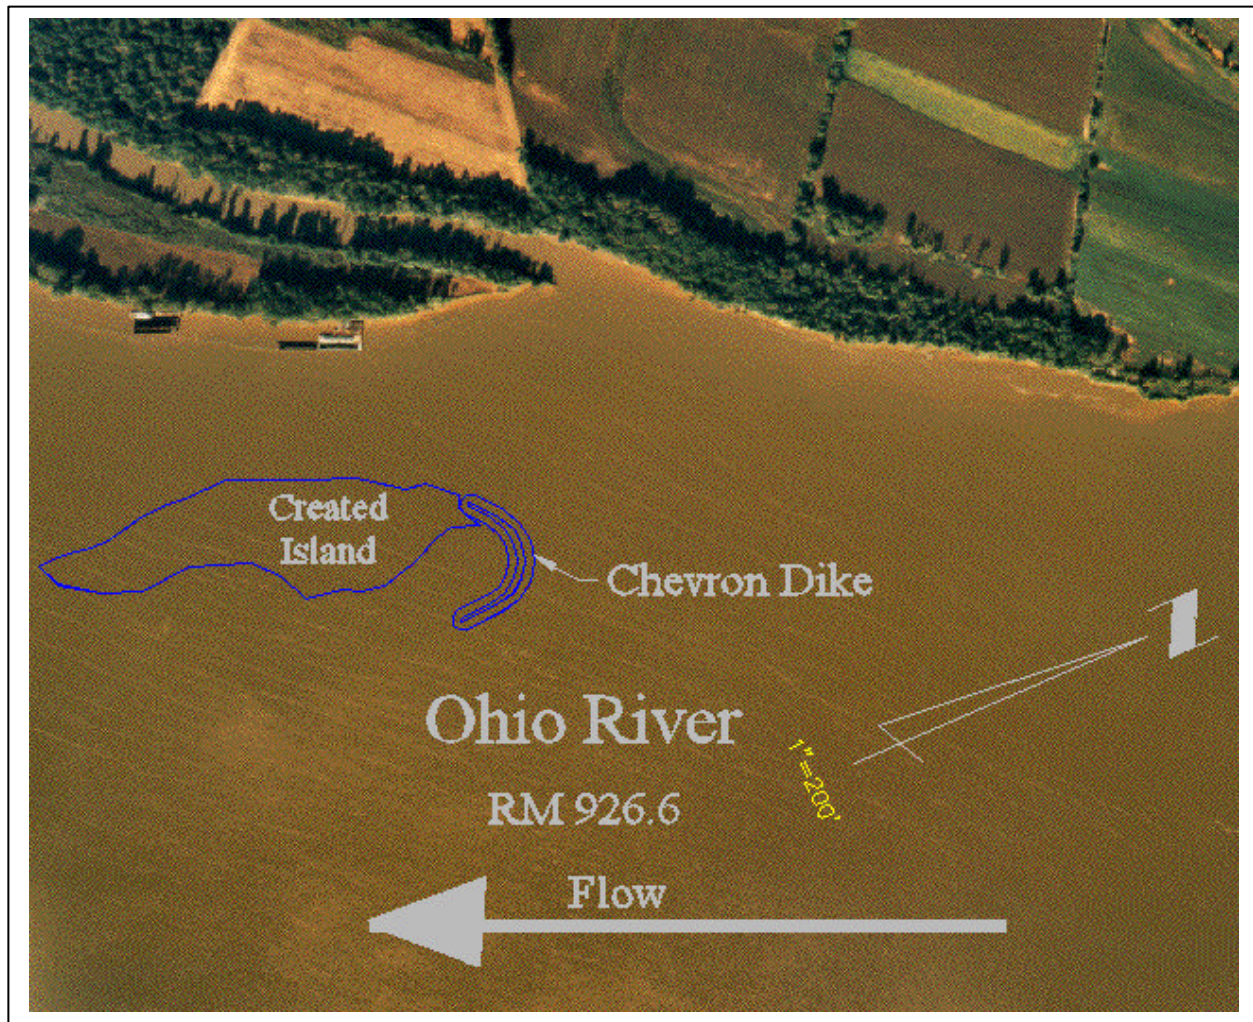 Created
Island
Chevron Dike
Ohio River
1"=200'
RM 926.6
Flow